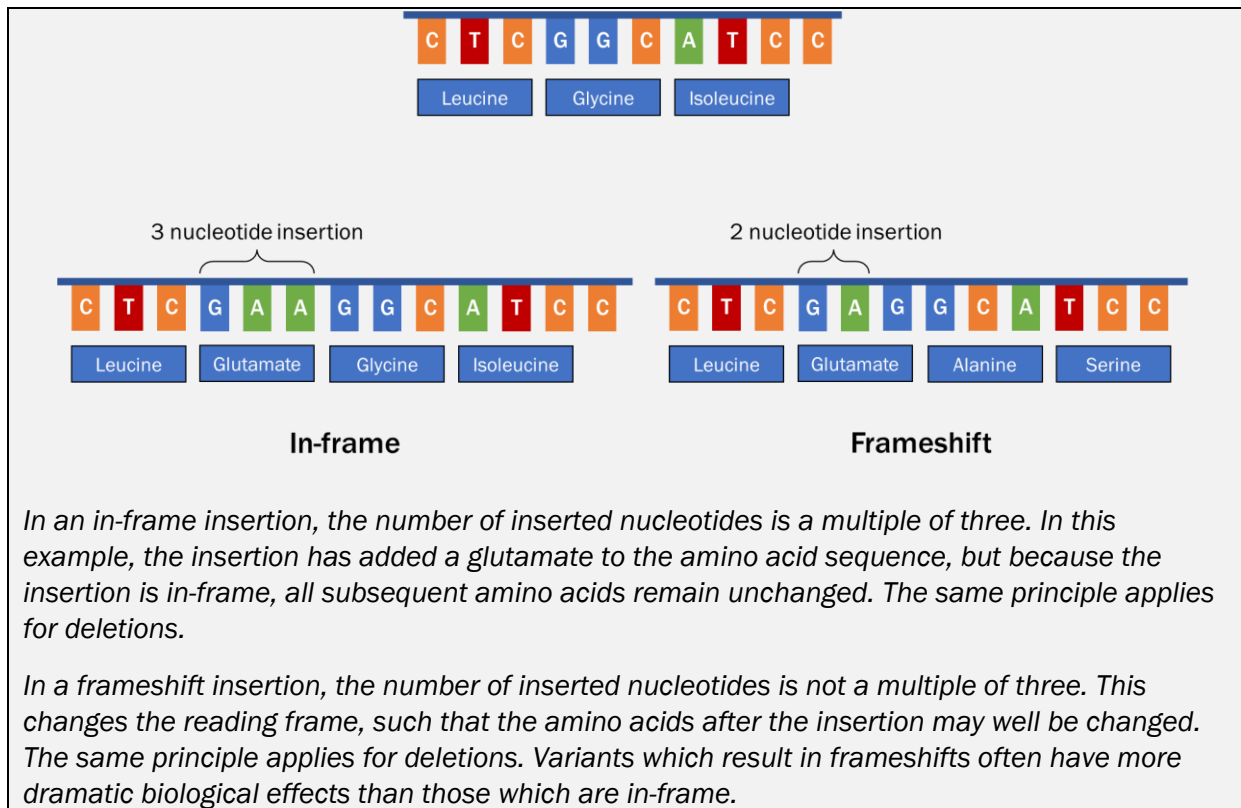 C T C G G C A T C C
Leucine Glycine Isoleucine
3 nucleotide insertion
C T C G A A G G C A T C C
Leucine Glutamate Glycine Isoleucine
In-frame
2 nucleotide insertion
C T C G A G G C A T C C
Leucine Glutamate Alanine Serine
Frameshift
In an in-frame insertion, the number of inserted nucleotides is a multiple of three. In this
example, the insertion has added a glutamate to the amino acid sequence, but because the
insertion is in-frame, all subsequent amino acids remain unchanged. The same principle applies
for deletions.
In a frameshift insertion, the number of inserted nucleotides is not a multiple of three. This
changes the reading frame, such that the amino acids after the insertion may well be changed.
The same principle applies for deletions. Variants which result in frameshifts often have more
dramatic biological effects than those which are in-frame.